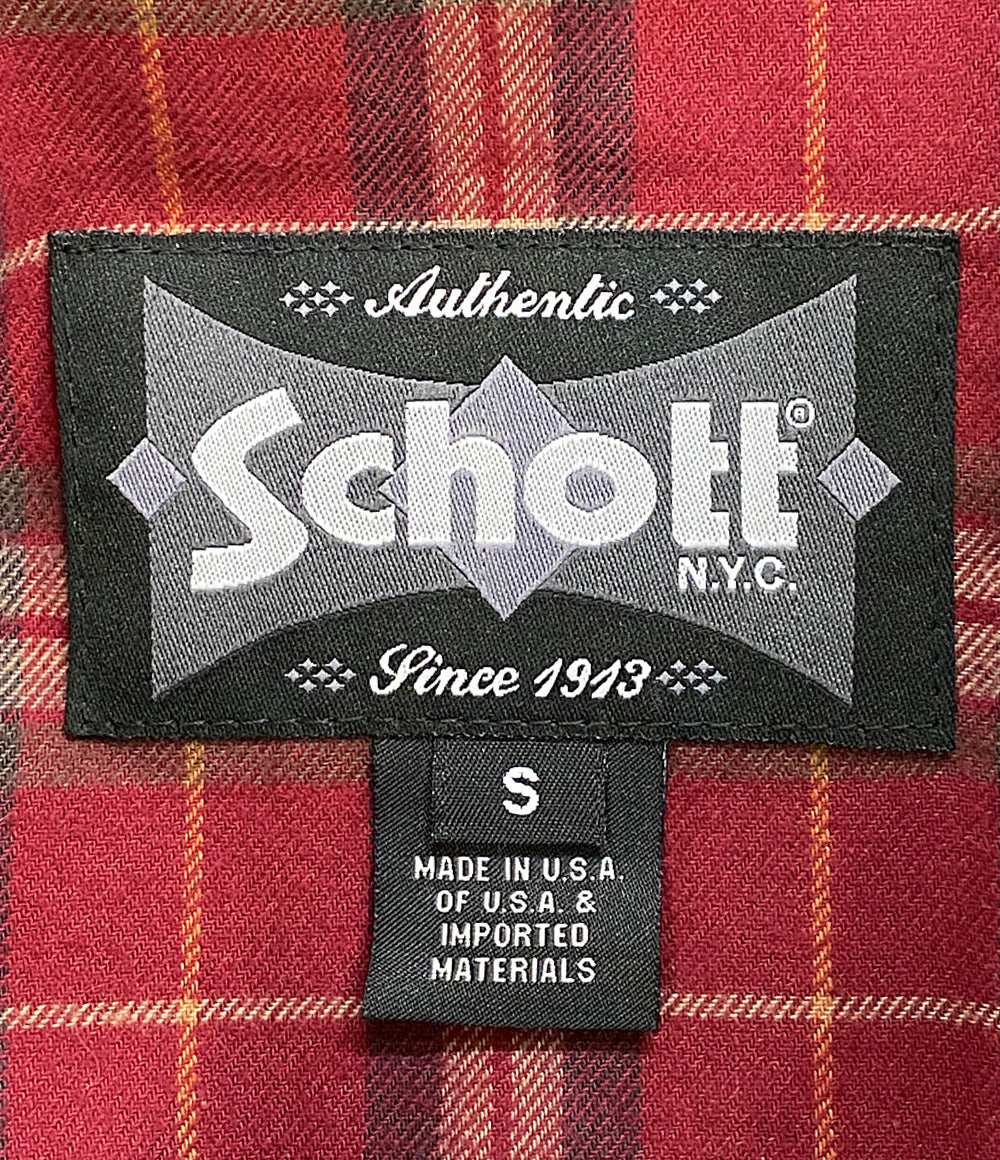 Authentic
Schott®
N.Y.C.
Since 1913
S
MADE IN U.S.A.
OF U.S.A. &
IMPORTED
MATERIALS